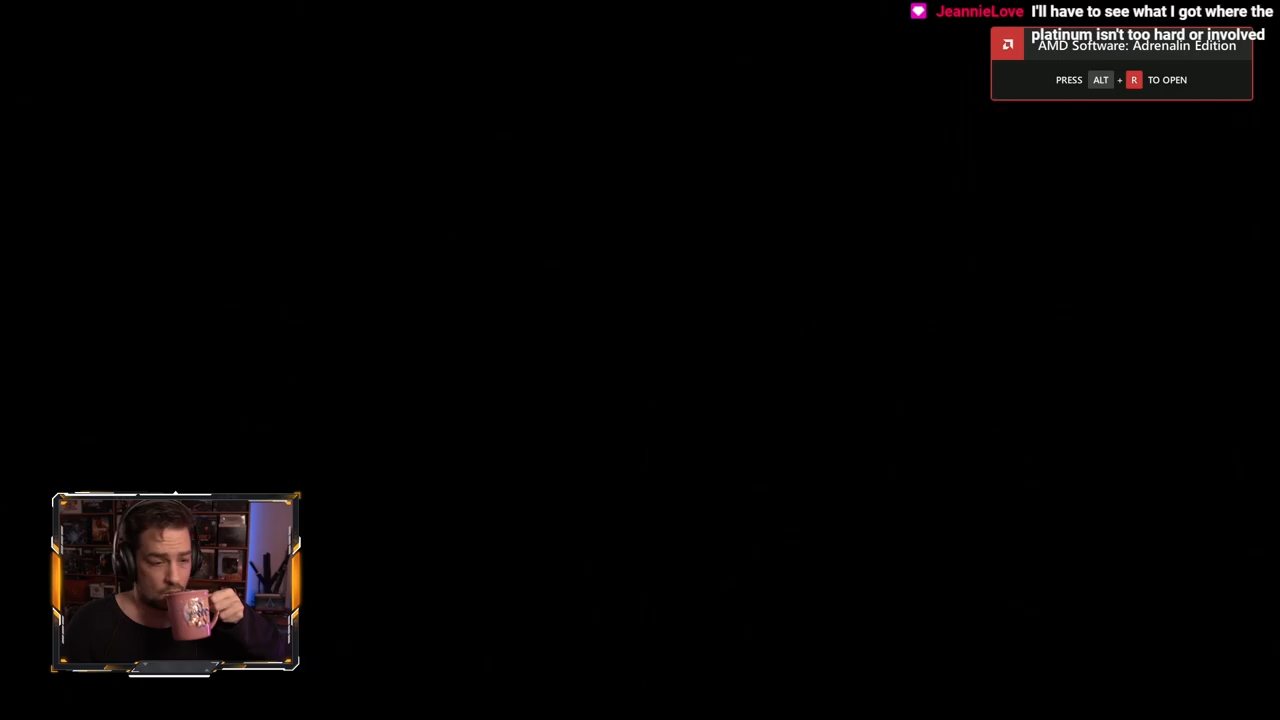 JeannieLove I'll have to see what I got where the
platinum isn't too hard or involved
AMD Software: Adrenalin Edition
PRESS ALT + R TO OPEN